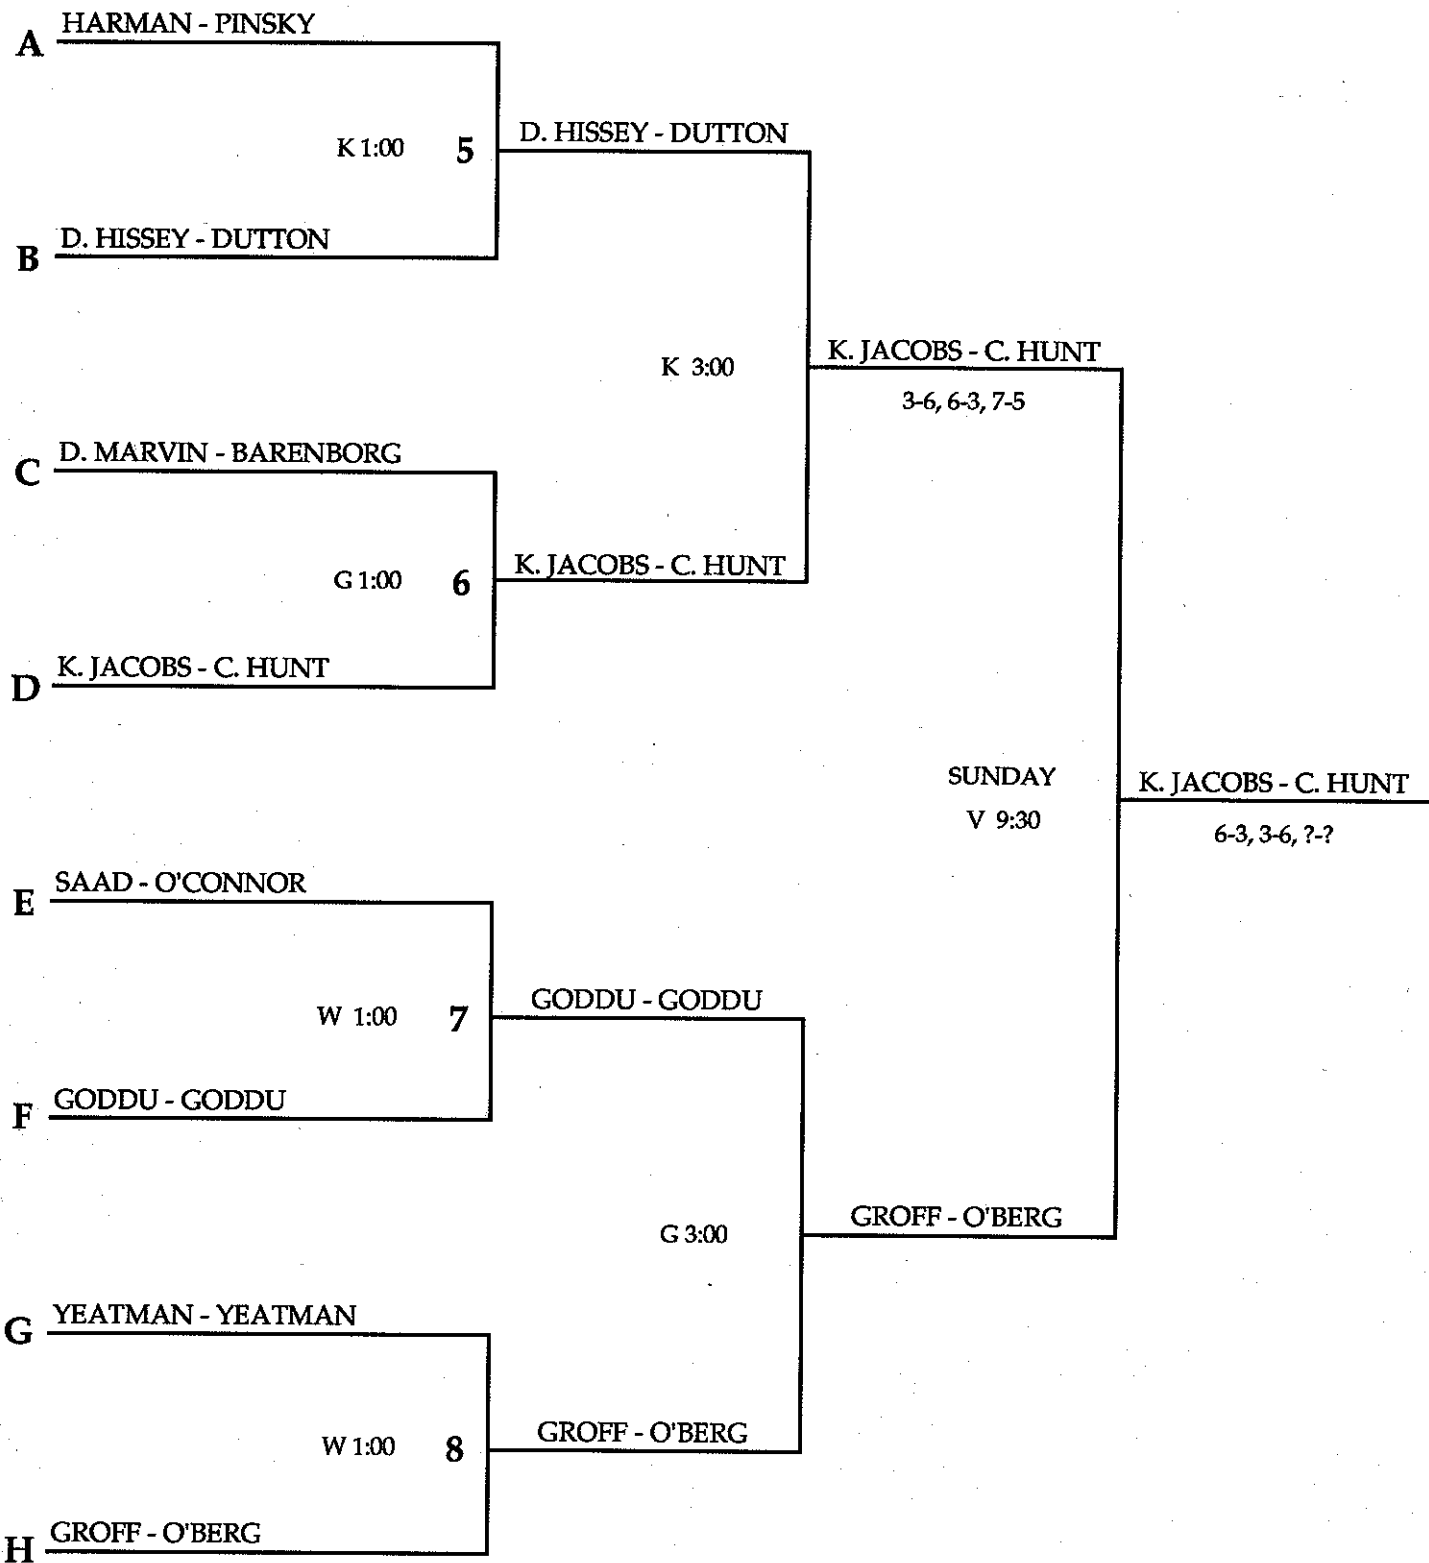 HARMAN - PINSKY
A
K 1:00 5
D. HISSEY - DUTTON
D. HISSEY - DUTTON
B
K 3:00
K. JACOBS - C. HUNT
3-6, 6-3, 7-5
D. MARVIN - BARENBORG
C
G 1:00 6
K. JACOBS - C. HUNT
K. JACOBS - C. HUNT
D
SUNDAY
V 9:30
K. JACOBS - C. HUNT
6-3, 3-6, ?-?
SAAD - O'CONNOR
E
W 1:00 7
GODDU - GODDU
GODDU - GODDU
F
G 3:00
GROFF - O'BERG
YEATMAN - YEATMAN
G
W 1:00 8
GROFF - O'BERG
GROFF - O'BERG
H